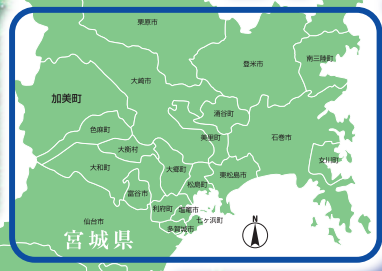 栗原市
南三陸町
登米市
大崎市
加美町
涌谷町
色麻町
美里町
石巻市
大衡村
女川町
大和町
大郷町
東松島市
松島町
富谷市
利府町
塩竈市
七ヶ浜町
仙台市
多賀城市
宮城県
N